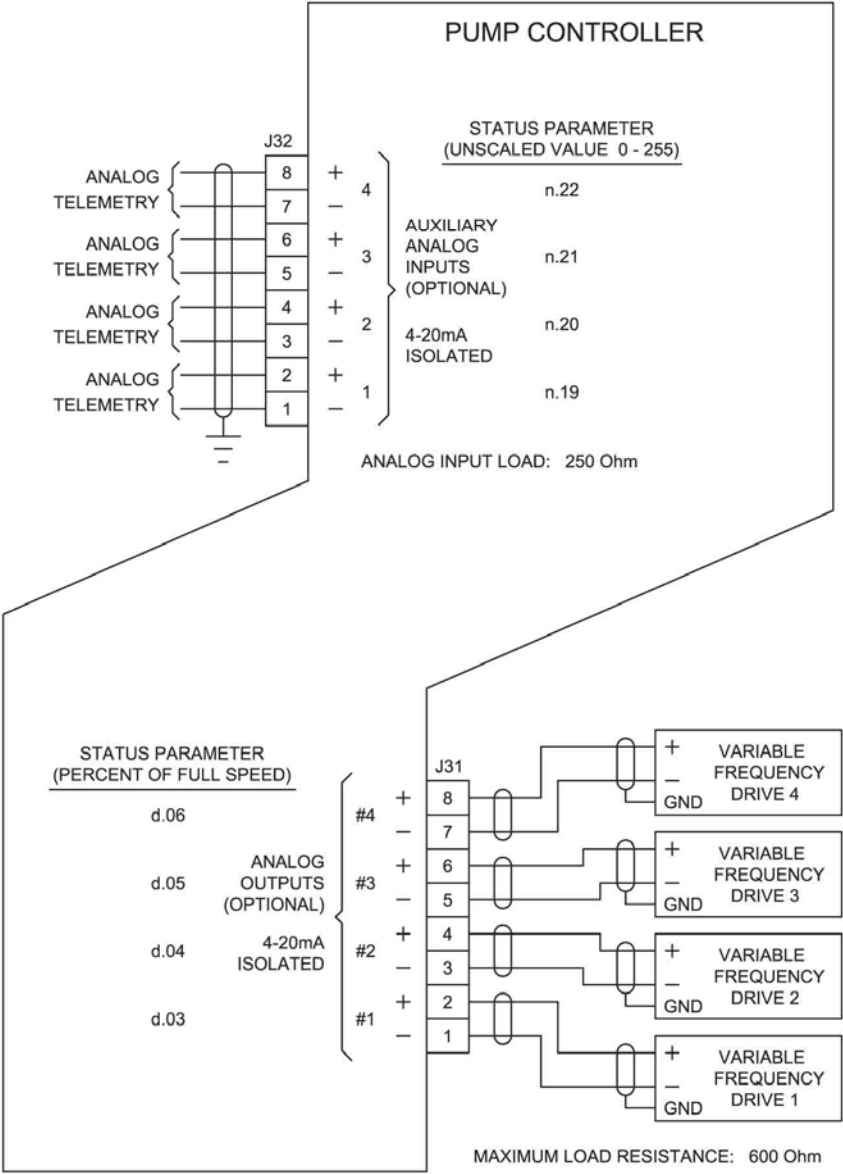 PUMP CONTROLLER
STATUS PARAMETER
(UNSCALED VALUE 0 - 255)
J32
ANALOG
TELEMETRY
8 +
7 −
4
n.22
ANALOG
TELEMETRY
6 +
5 −
3
n.21
ANALOG
TELEMETRY
4 +
3 −
2
n.20
ANALOG
TELEMETRY
2 +
1 −
1
n.19
AUXILIARY
ANALOG
INPUTS
(OPTIONAL)
4-20mA
ISOLATED
ANALOG INPUT LOAD: 250 Ohm
STATUS PARAMETER
(PERCENT OF FULL SPEED)
d.06
d.05
d.04
d.03
ANALOG
OUTPUTS
(OPTIONAL)
4-20mA
ISOLATED
J31
#4
+ 8
− 7
#3
+ 6
− 5
#2
+ 4
− 3
#1
+ 2
− 1
+
−
GND
VARIABLE
FREQUENCY
DRIVE 4
+
−
GND
VARIABLE
FREQUENCY
DRIVE 3
+
−
GND
VARIABLE
FREQUENCY
DRIVE 2
+
−
GND
VARIABLE
FREQUENCY
DRIVE 1
MAXIMUM LOAD RESISTANCE: 600 Ohm